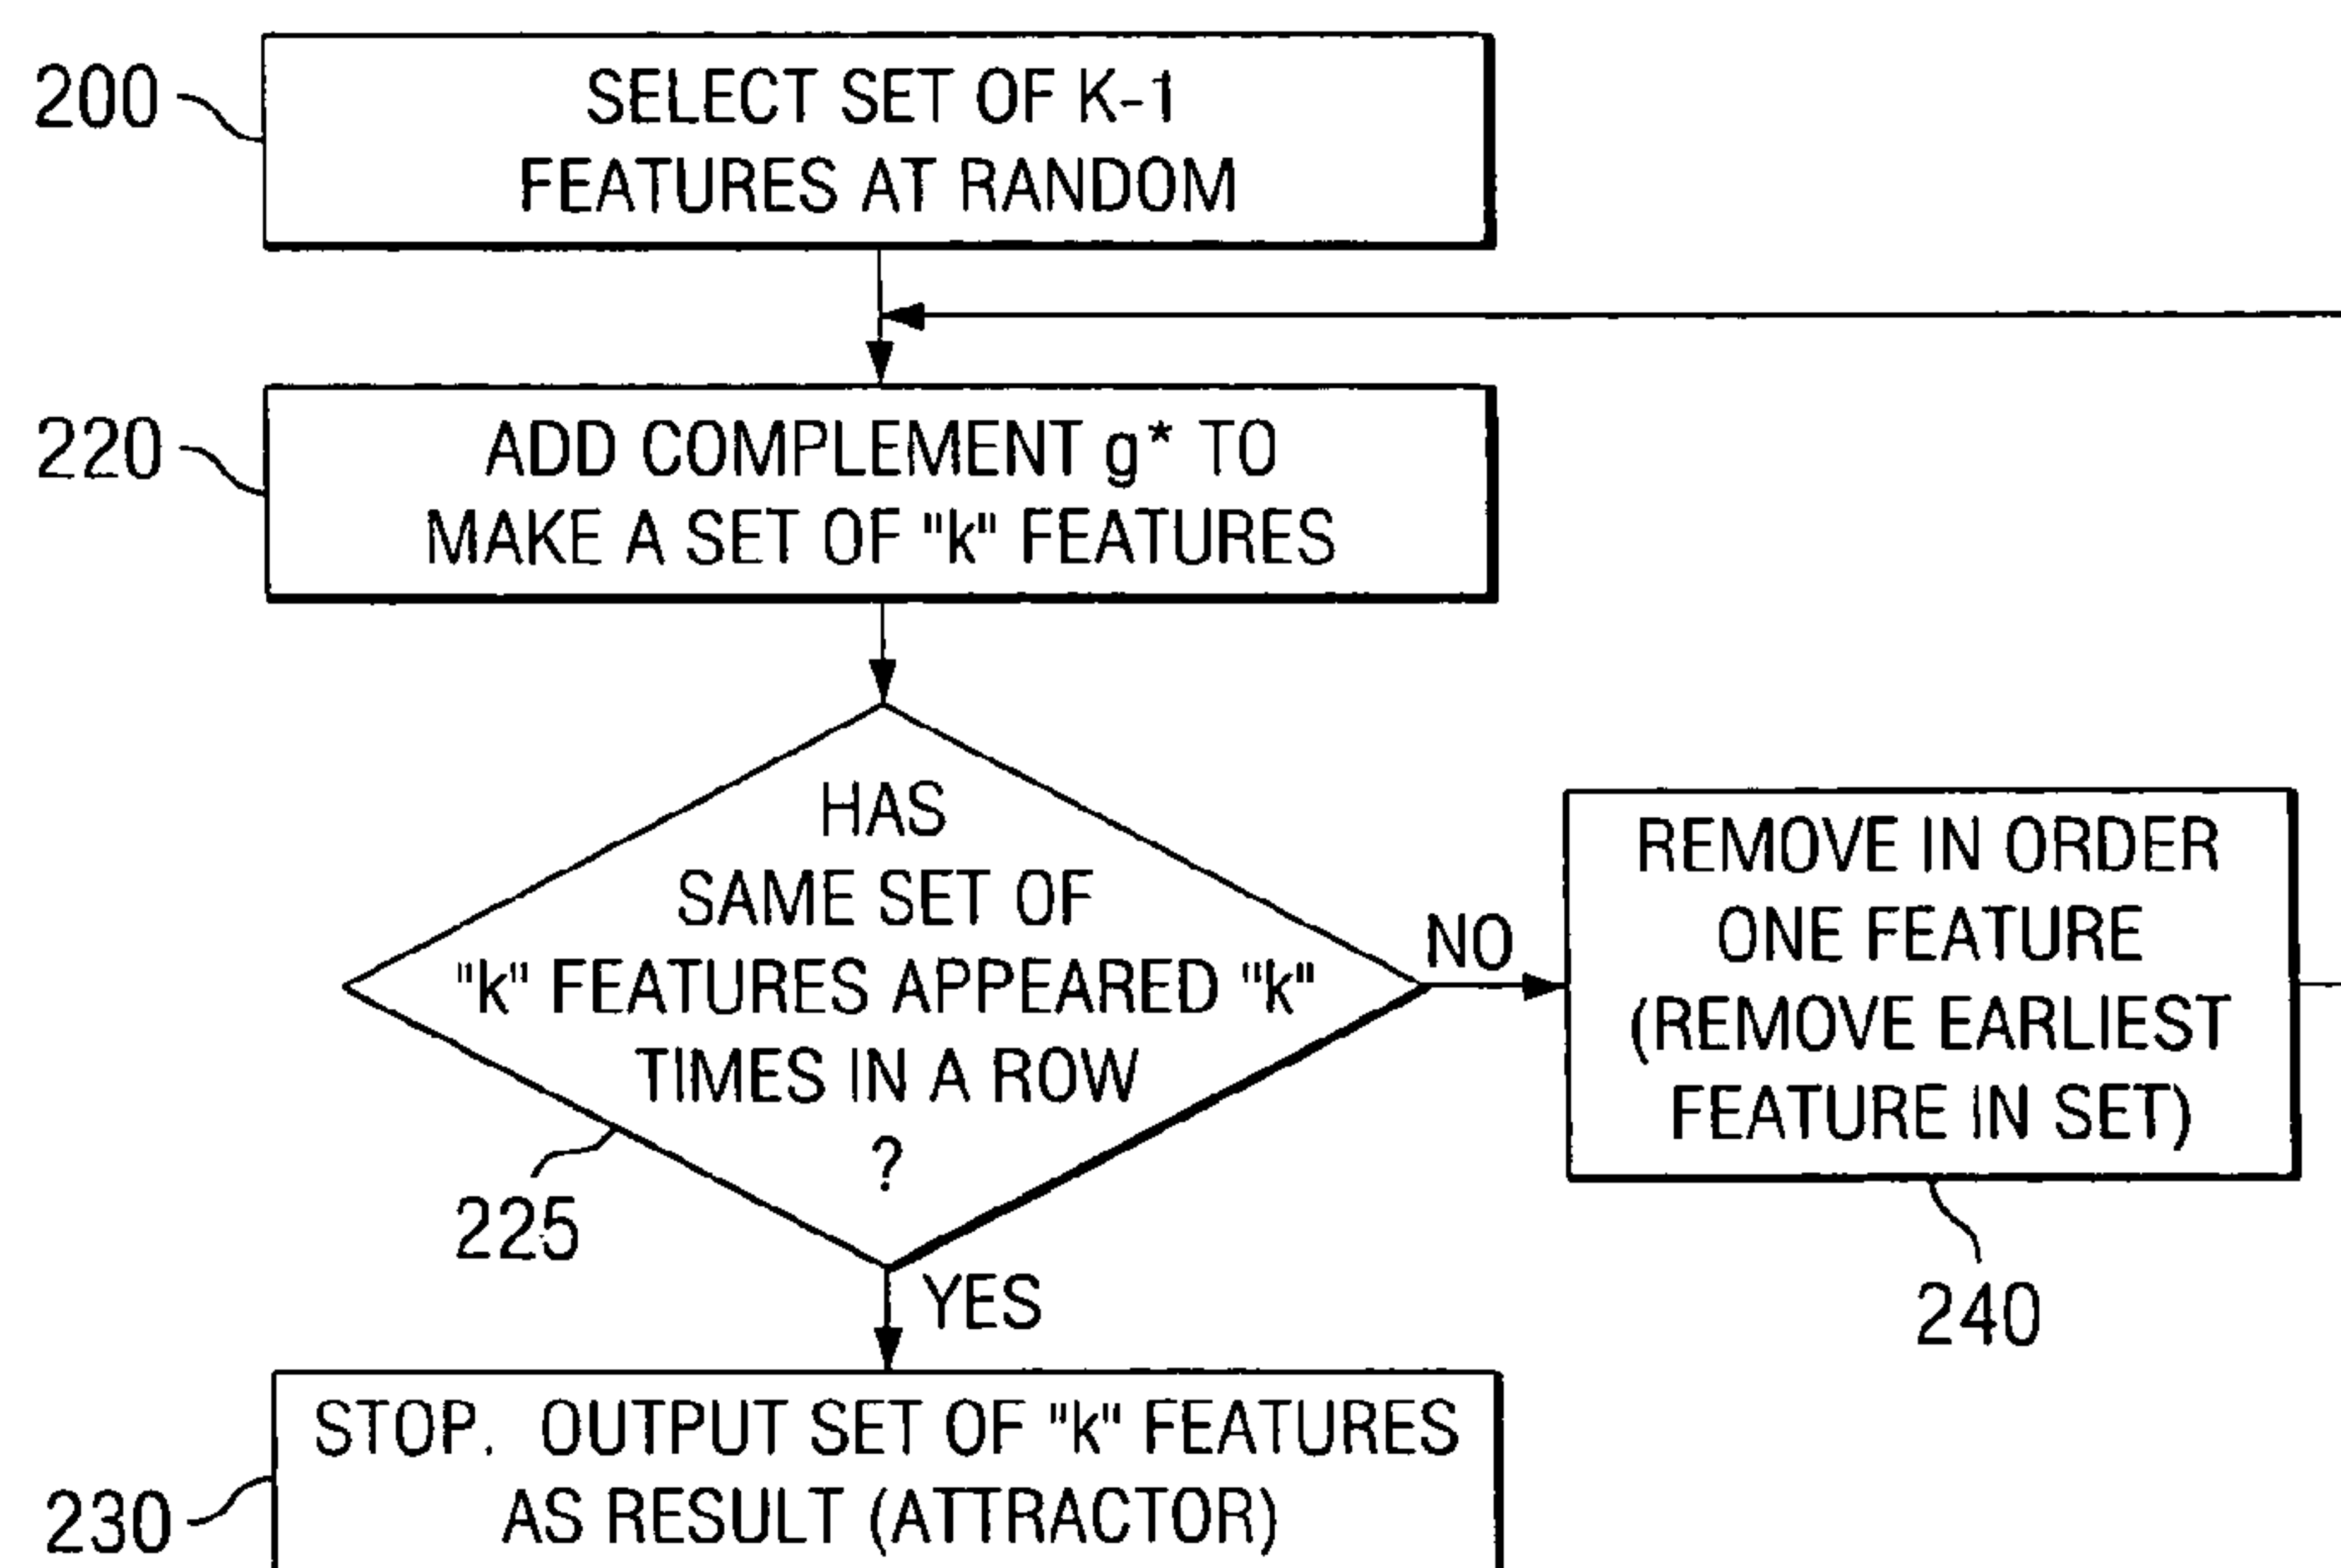 200
SELECT SET OF K-1
FEATURES AT RANDOM
220
ADD COMPLEMENT g* TO
MAKE A SET OF "k" FEATURES
HAS
SAME SET OF
"k" FEATURES APPEARED "k"
TIMES IN A ROW
?
225
NO
REMOVE IN ORDER
ONE FEATURE
(REMOVE EARLIEST
FEATURE IN SET)
240
YES
230
STOP. OUTPUT SET OF "k" FEATURES
AS RESULT (ATTRACTOR)